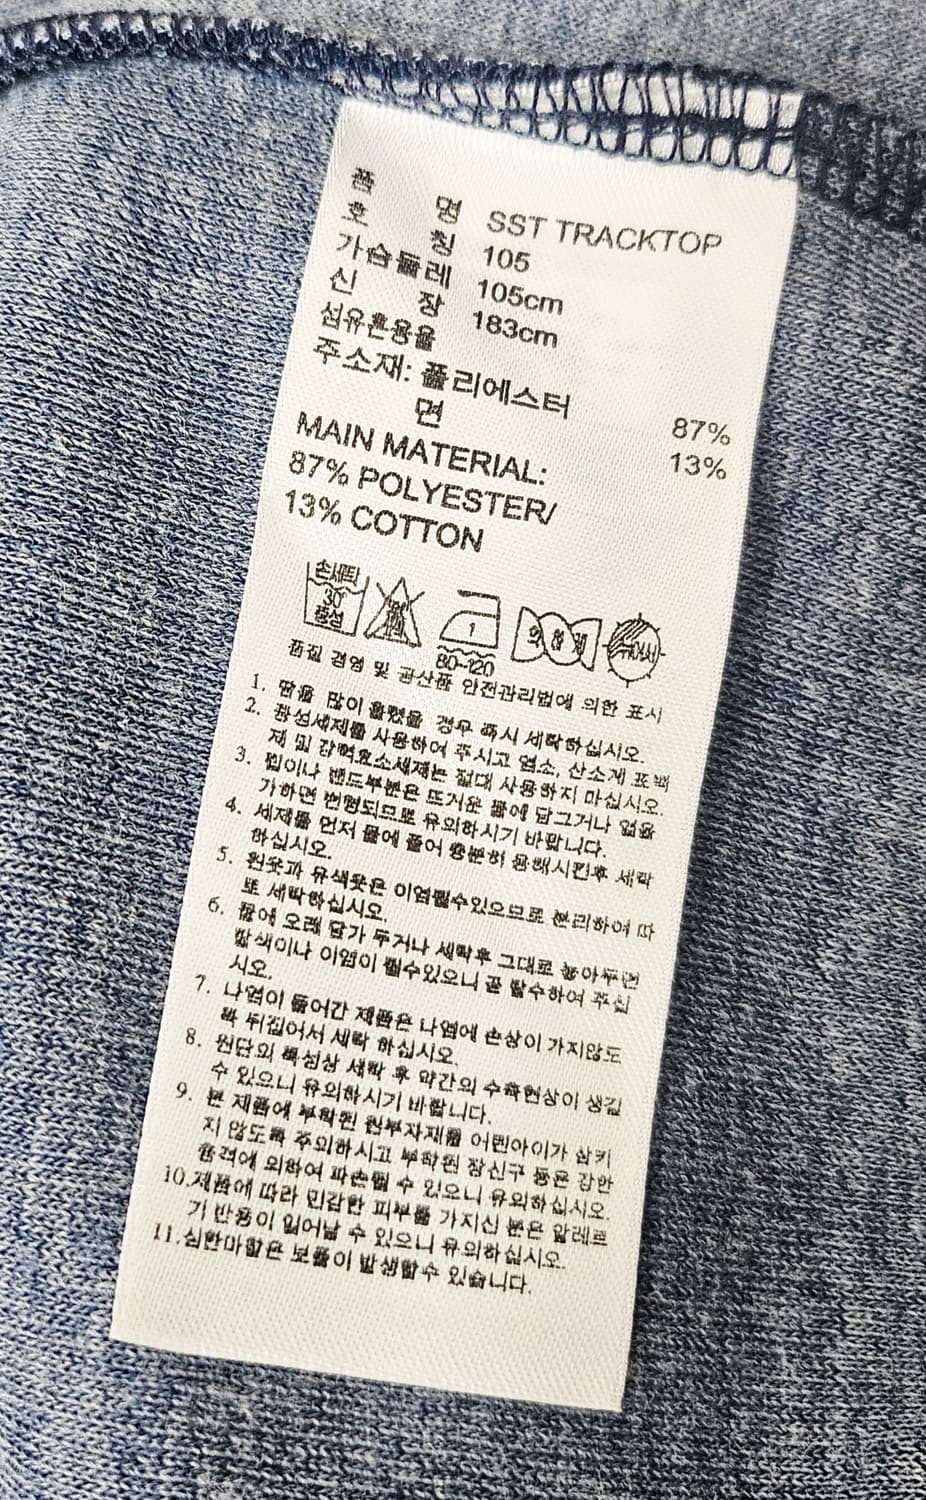 품 명 SST TRACKTOP
호 칭 105
가슴둘레 105cm
신 장 183cm
섬유혼용율
주소재: 폴리에스터 87%
면 13%
MAIN MATERIAL:
87% POLYESTER/
13% COTTON
손세탁 30° 중성 1 80-120 약하게 뉘어서
품질 경영 및 공산품 안전관리법에 의한 표시
1. 땀을 많이 흘렸을 경우 즉시 세탁하십시오.
2. 중성세제를 사용하여 주시고 염소, 산소계 표백
제 및 강력효소세제는 절대 사용하지 마십시오.
3. 립이나 밴드부분은 뜨거운 물에 담그거나 열을
가하면 변형되므로 유의하시기 바랍니다.
4. 세제를 먼저 물에 풀어 충분히 용해시킨후 세탁
하십시오.
5. 흰옷과 유색옷은 이염될수있으므로 분리하여 따
로 세탁하십시오.
6. 물에 오래 담가 두거나 세탁후 그대로 놓아두면
탈색이나 이염이 될수있으니 곧 탈수하여 주십
시오.
7. 나염이 들어간 제품은 나염에 손상이 가지않도
록 뒤집어서 세탁 하십시오.
8. 원단의 특성상 세탁 후 약간의 수축현상이 생길
수 있으니 유의하시기 바랍니다.
9. 본 제품에 부착된 원부자재를 어린아이가 삼키
지 않도록 주의하시고 부착된 장신구 등은 강한
충격에 의하여 파손될 수 있으니 유의하십시오.
10.제품에 따라 민감한 피부를 가지신 분은 알레르
기 반응이 일어날 수 있으니 유의하십시오.
11.심한마찰은 보풀이 발생할수 있습니다.